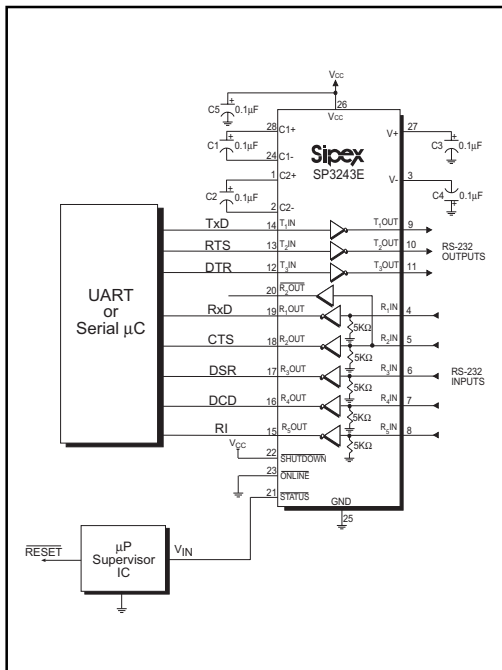 VCC
C5 + 0.1µF
26
VCC
28 C1+
C1 + 0.1µF
24 C1-
1 C2+
C2 + 0.1µF
2 C2-
Sipex
SP3243E
V+ 27
C3 + 0.1µF
V- 3
C4 0.1µF +
UART
or
Serial µC
TxD 14 T1IN T1OUT 9
RTS 13 T2IN T2OUT 10
DTR 12 T3IN T3OUT 11
RS-232
OUTPUTS
20 R2OUT
RxD 19 R1OUT R1IN 4
5KΩ
CTS 18 R2OUT R2IN 5
5KΩ
DSR 17 R3OUT R3IN 6
5KΩ
DCD 16 R4OUT R4IN 7
5KΩ
RI 15 R5OUT R5IN 8
5KΩ
RS-232
INPUTS
VCC
22 SHUTDOWN
23 ONLINE
21 STATUS
GND
25
RESET
µP
Supervisor
IC
VIN